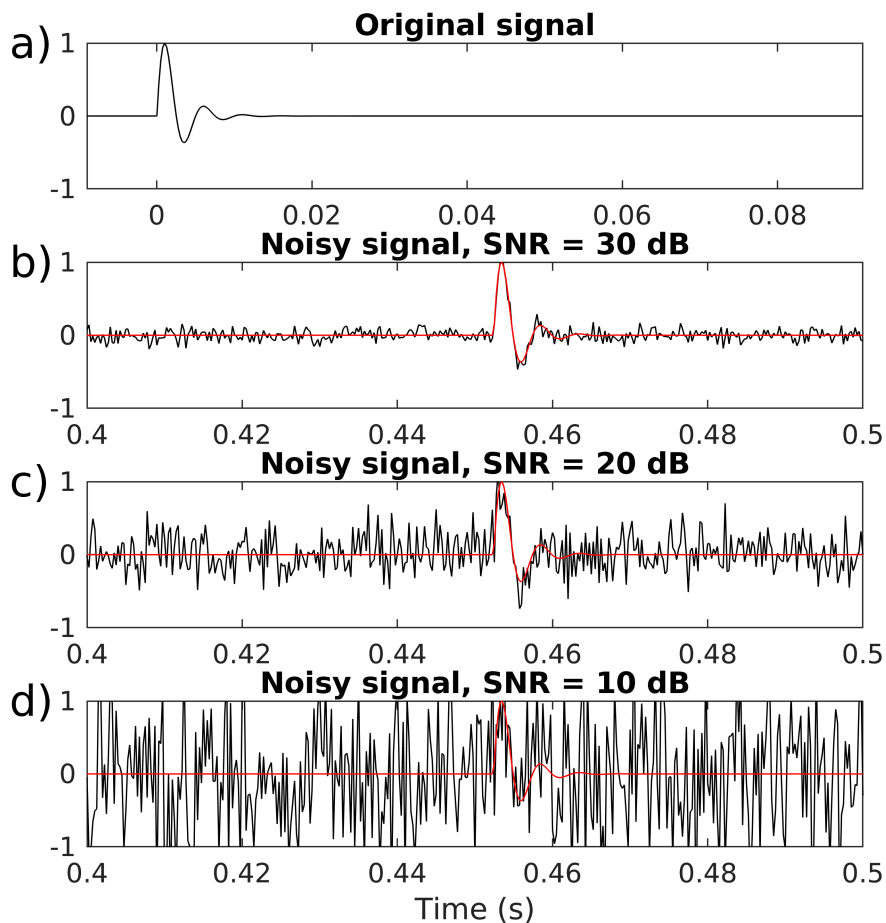 Original signal
a)
1
0
-1
0 0.02 0.04 0.06 0.08
Noisy signal, SNR = 30 dB
b)
1
0
-1
0.4 0.42 0.44 0.46 0.48 0.5
Noisy signal, SNR = 20 dB
c)
1
0
-1
0.4 0.42 0.44 0.46 0.48 0.5
Noisy signal, SNR = 10 dB
d)
1
0
-1
0.4 0.42 0.44 0.46 0.48 0.5
Time (s)